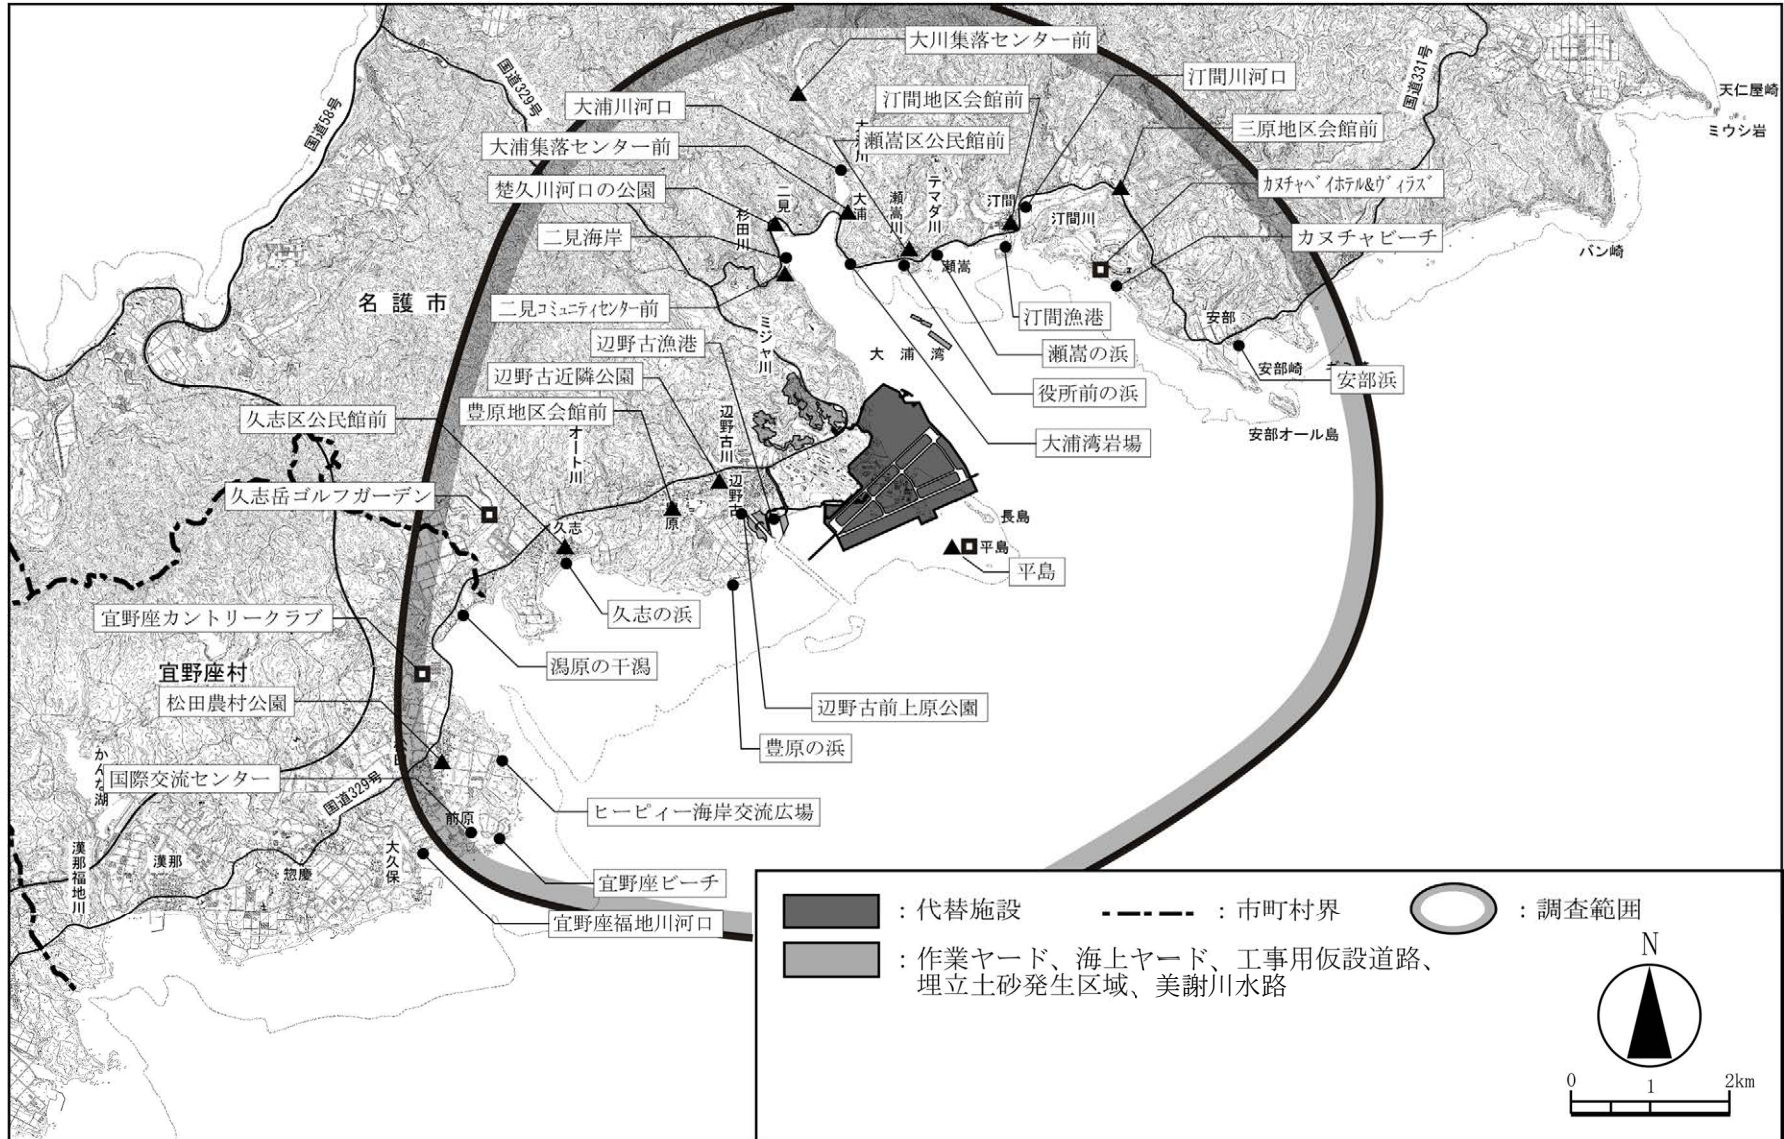 大川集落センター前
国道329号
国道331号
汀間川河口
大浦川河口
汀間地区会館前
天仁屋崎
国道58号
三原地区会館前
ミウシ岩
瀬嵩区公民館前
大浦集落センター前
楚久川河口の公園
カヌチャベイホテル&ヴィラズ
二見
大浦
瀬嵩川
テマダ川
汀間
汀間川
杉田川
二見海岸
カヌチャビーチ
バン崎
瀬嵩
名護市
二見コミュニティセンター前
ミジャ川
汀間漁港
安部
辺野古漁港
大浦湾
瀬嵩の浜
安部崎
安部浜
辺野古近隣公園
役所前の浜
久志区公民館前
豊原地区会館前
辺野古川
オート川
大浦湾岩場
安部オール島
久志岳ゴルフガーデン
辺野古
原
久志
長島
平島
平島
宜野座カントリークラブ
久志の浜
潟原の干潟
宜野座村
松田農村公園
辺野古前上原公園
豊原の浜
かんな湖
国際交流センター
国道329号
ヒーピィー海岸交流広場
前原
漢那福地川
漢那
惣慶
大久保
宜野座ビーチ
宜野座福地川河口
：代替施設
：市町村界
：調査範囲
：作業ヤード、海上ヤード、工事用仮設道路、
埋立土砂発生区域、美謝川水路
N
0 1 2km